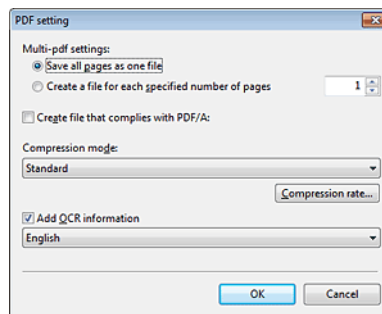 PDF setting
Multi-pdf settings:
Save all pages as one file
Create a file for each specified number of pages 1
Create file that complies with PDF/A:
Compression mode:
Standard
Compression rate...
Add OCR information
English
OK Cancel